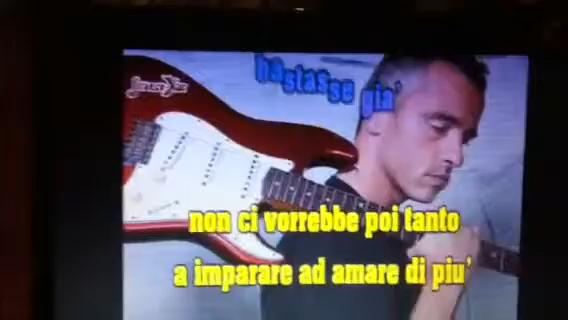 bastasse gia'
non ci vorrebbe poi tanto
a imparare ad amare di piu'